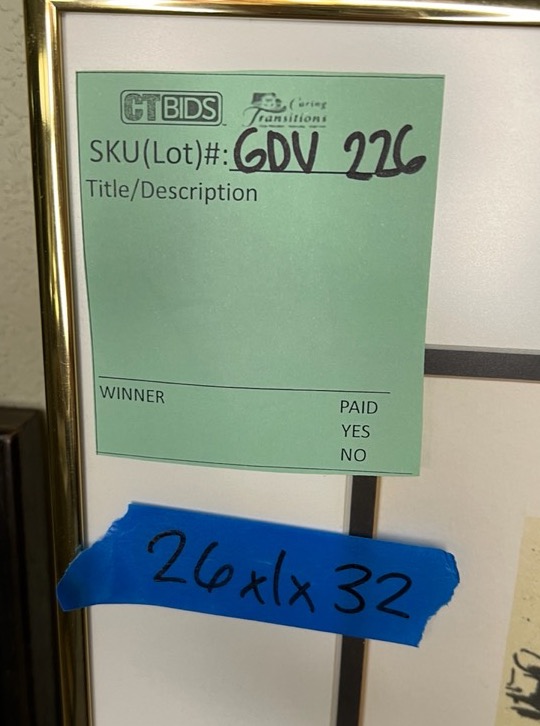 CTBIDS Caring
Transitions
SKU(Lot)#: GDV 226
Title/Description
WINNER
PAID
YES
NO
26x1x32